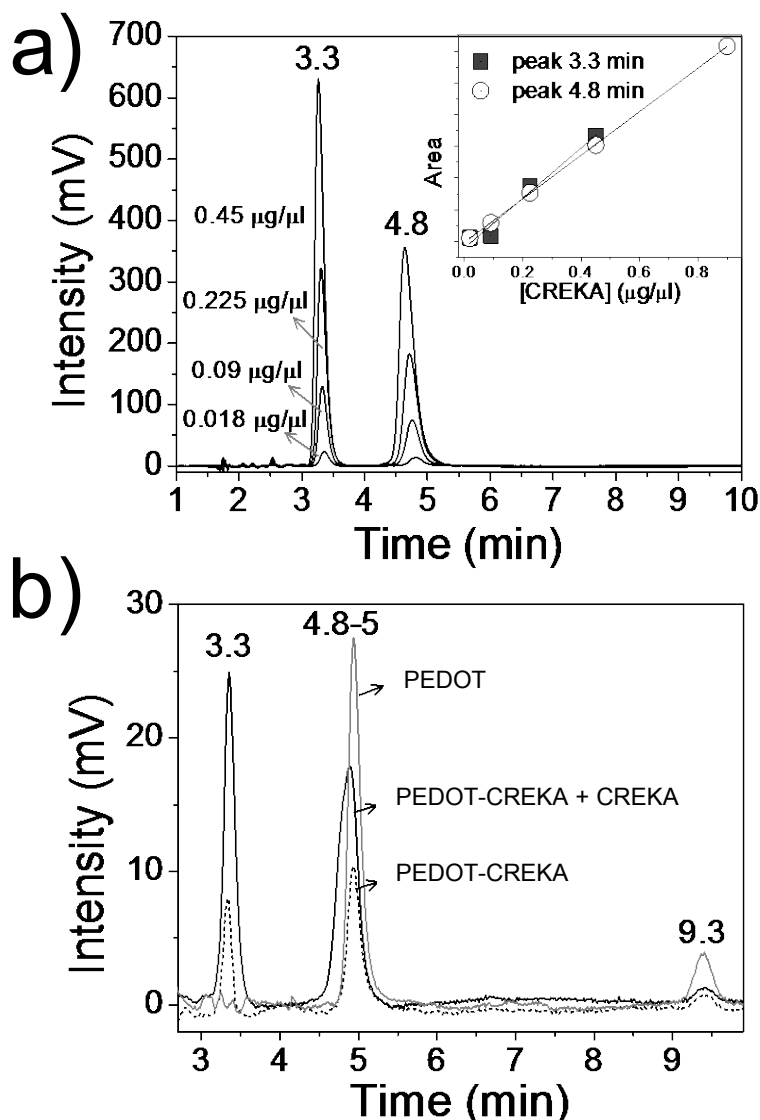 a)
700
600
500
400
300
200
100
0
Intensity (mV)
3.3
4.8
0.45 µg/µl
0.225 µg/µl
0.09 µg/µl
0.018 µg/µl
peak 3.3 min
peak 4.8 min
Area
0.0 0.2 0.4 0.6 0.8
[CREKA] (µg/µl)
1 2 3 4 5 6 7 8 9 10
Time (min)
b)
30
20
10
0
Intensity (mV)
3.3
4.8-5
PEDOT
PEDOT-CREKA + CREKA
PEDOT-CREKA
9.3
3 4 5 6 7 8 9
Time (min)